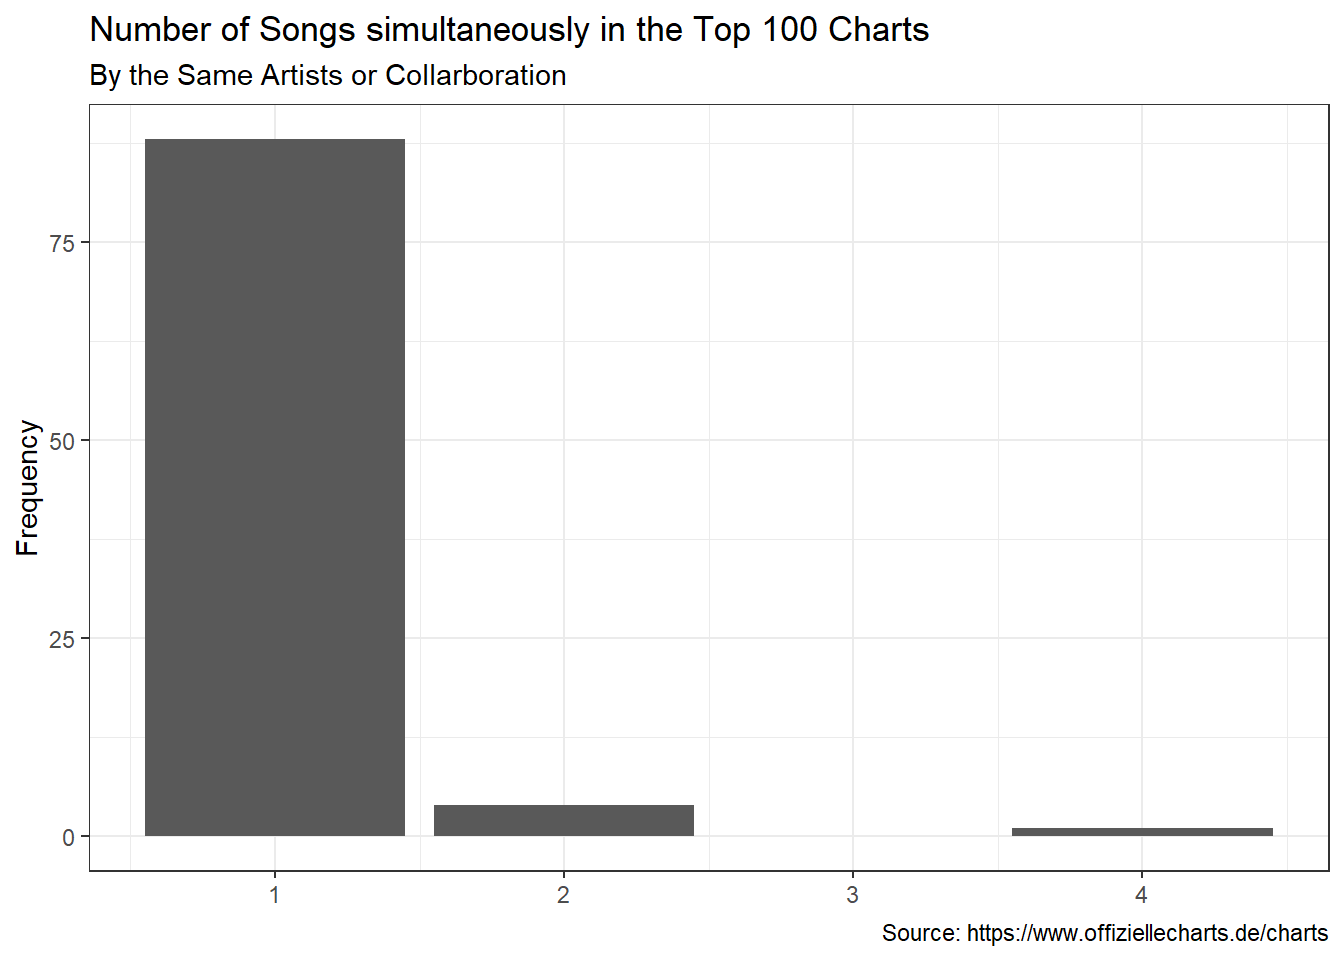 Number of Songs simultaneously in the Top 100 Charts
By the Same Artists or Collarboration
75
50
25
0
Frequency
1 2 3 4
Source: https://www.offiziellecharts.de/charts